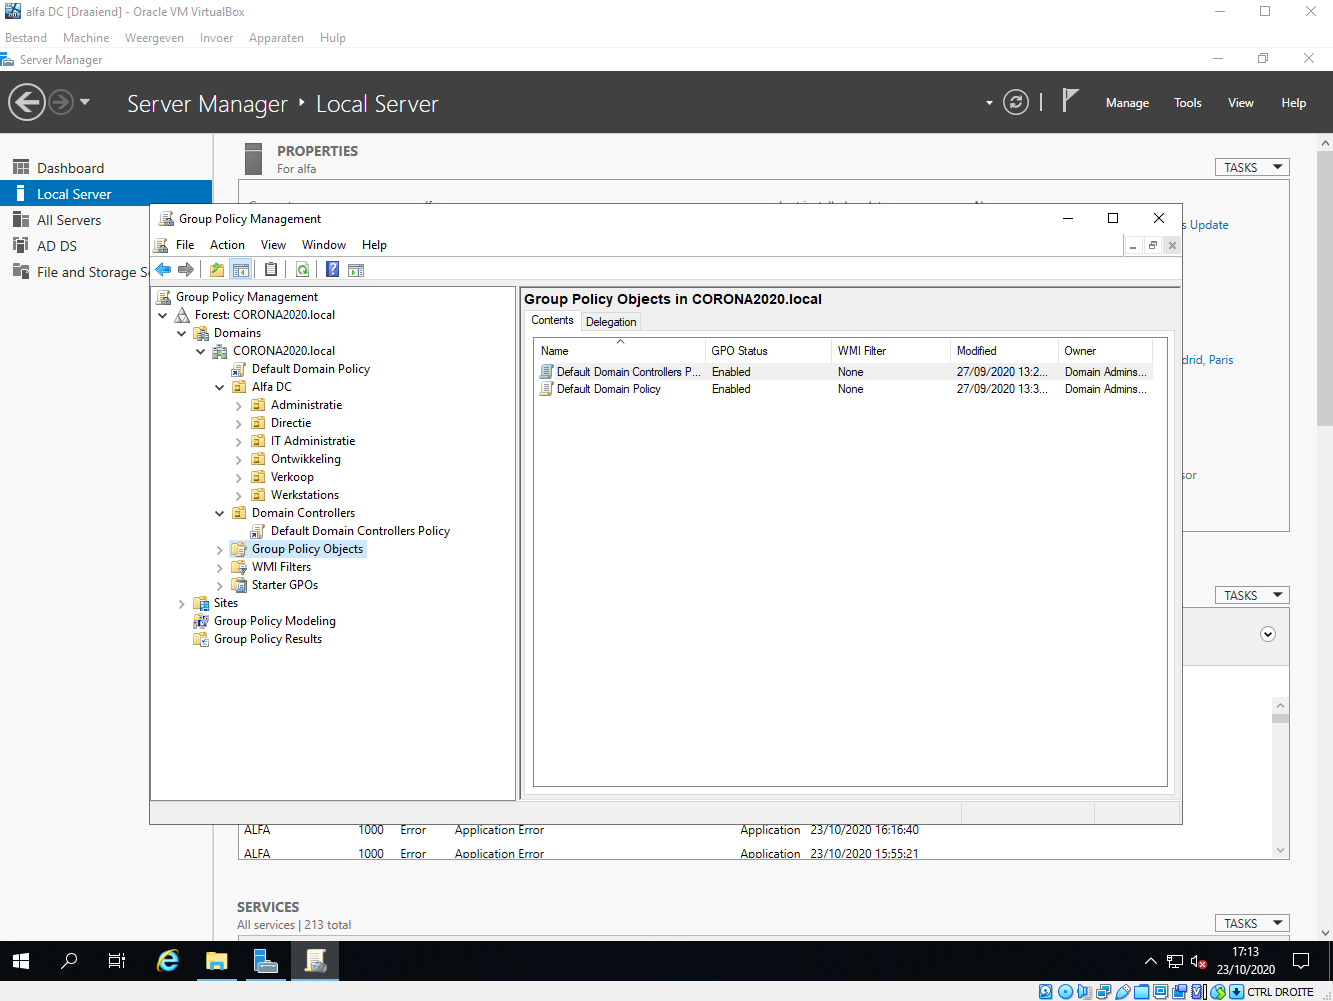 alfa DC [Draaiend] - Oracle VM VirtualBox
Bestand Machine Weergeven Invoer Apparaten Hulp
Server Manager
Server Manager ‣ Local Server
Manage Tools View Help
Dashboard
Local Server
All Servers
AD DS
File and Storage S
PROPERTIES
For alfa
TASKS
s Update
drid, Paris
sor
TASKS
Group Policy Management
File Action View Window Help
Group Policy Management
Forest: CORONA2020.local
Domains
CORONA2020.local
Default Domain Policy
Alfa DC
Administratie
Directie
IT Administratie
Ontwikkeling
Verkoop
Werkstations
Domain Controllers
Default Domain Controllers Policy
Group Policy Objects
WMI Filters
Starter GPOs
Sites
Group Policy Modeling
Group Policy Results
Group Policy Objects in CORONA2020.local
Contents Delegation
Name GPO Status WMI Filter Modified Owner
Default Domain Controllers P... Enabled None 27/09/2020 13:2... Domain Admins...
Default Domain Policy Enabled None 27/09/2020 13:3... Domain Admins...
ALFA 1000 Error Application Error Application 23/10/2020 16:16:40
ALFA 1000 Error Application Error Application 23/10/2020 15:55:21
SERVICES
All services | 213 total
TASKS
17:13
23/10/2020
CTRL DROITE